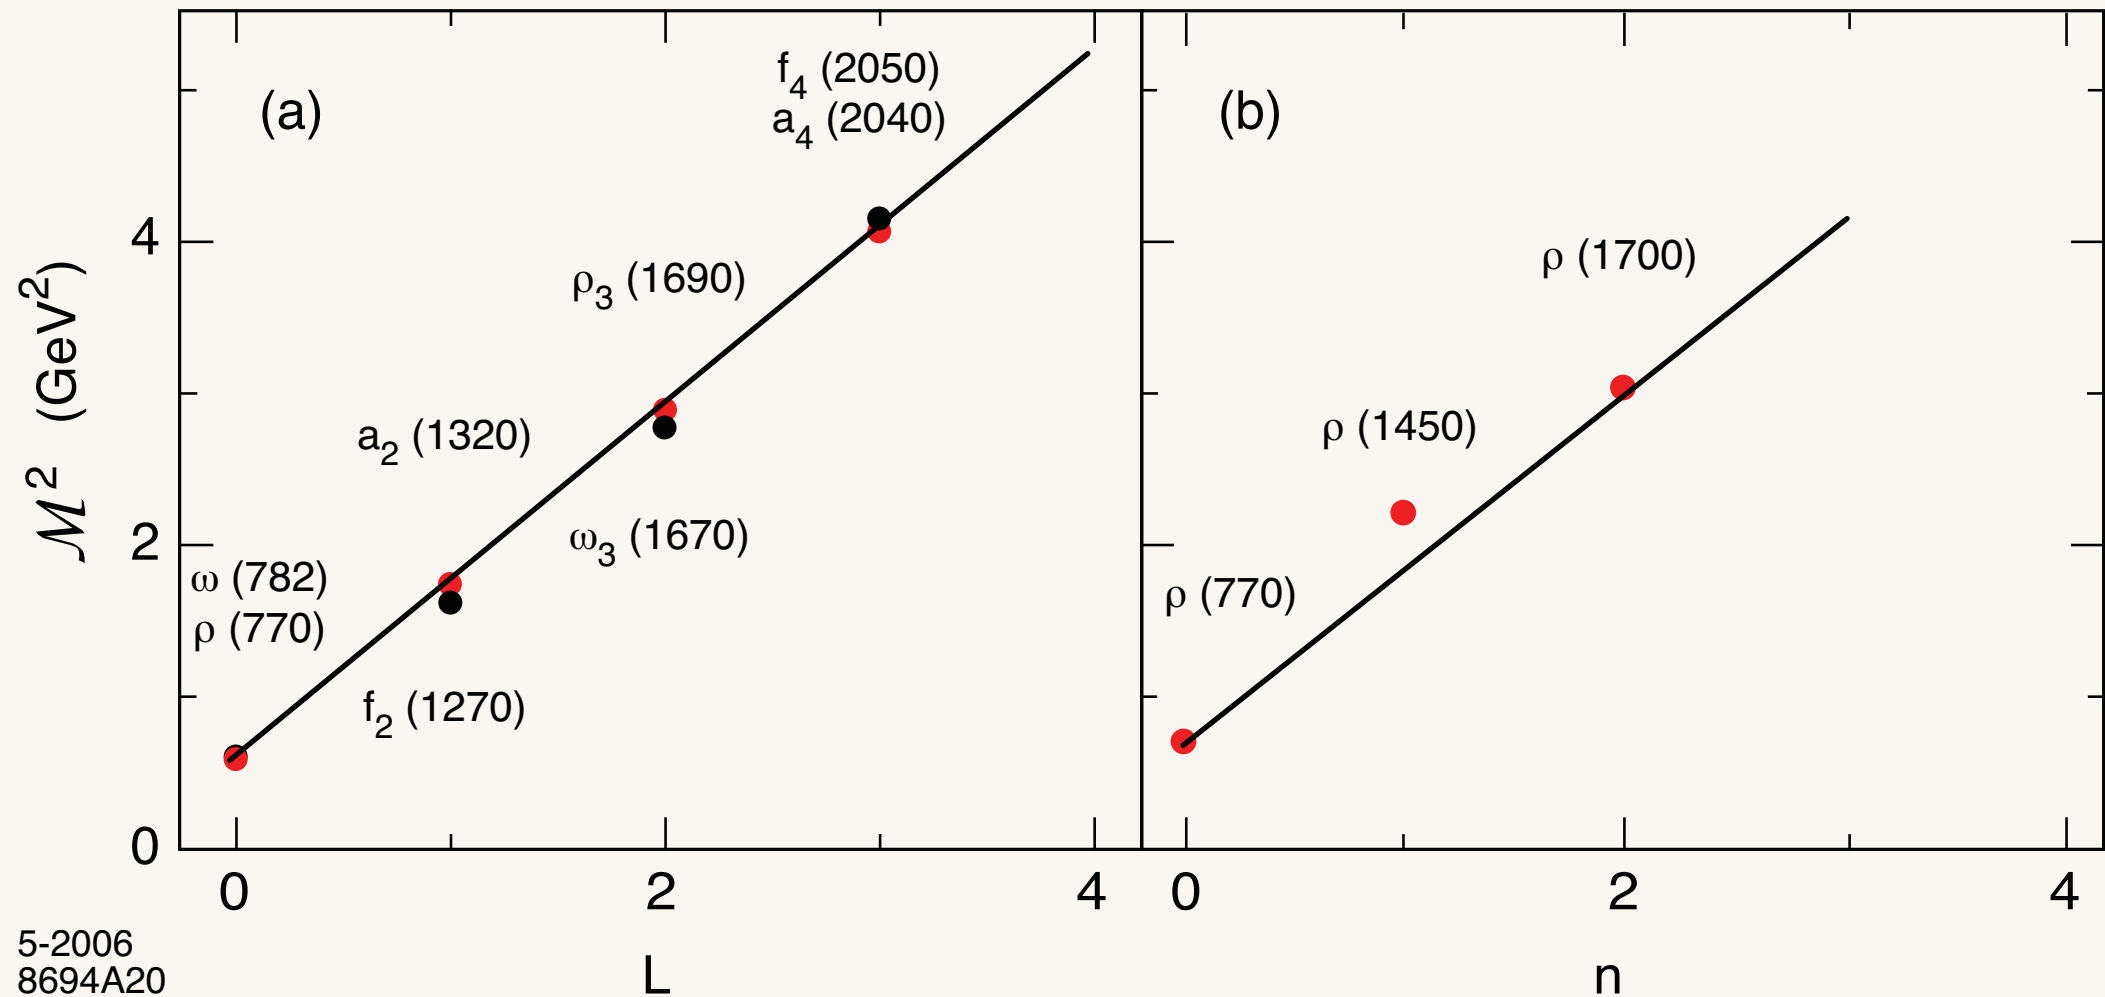 f₄ (2050)
(a)
a₄ (2040)
(b)
4
ρ₃ (1690)
ρ (1700)
a₂ (1320)
ρ (1450)
ℳ² (GeV²)
2
ω₃ (1670)
ω (782)
ρ (770)
ρ (770)
f₂ (1270)
0
0 2 4 0 2 4
L n
5-2006
8694A20